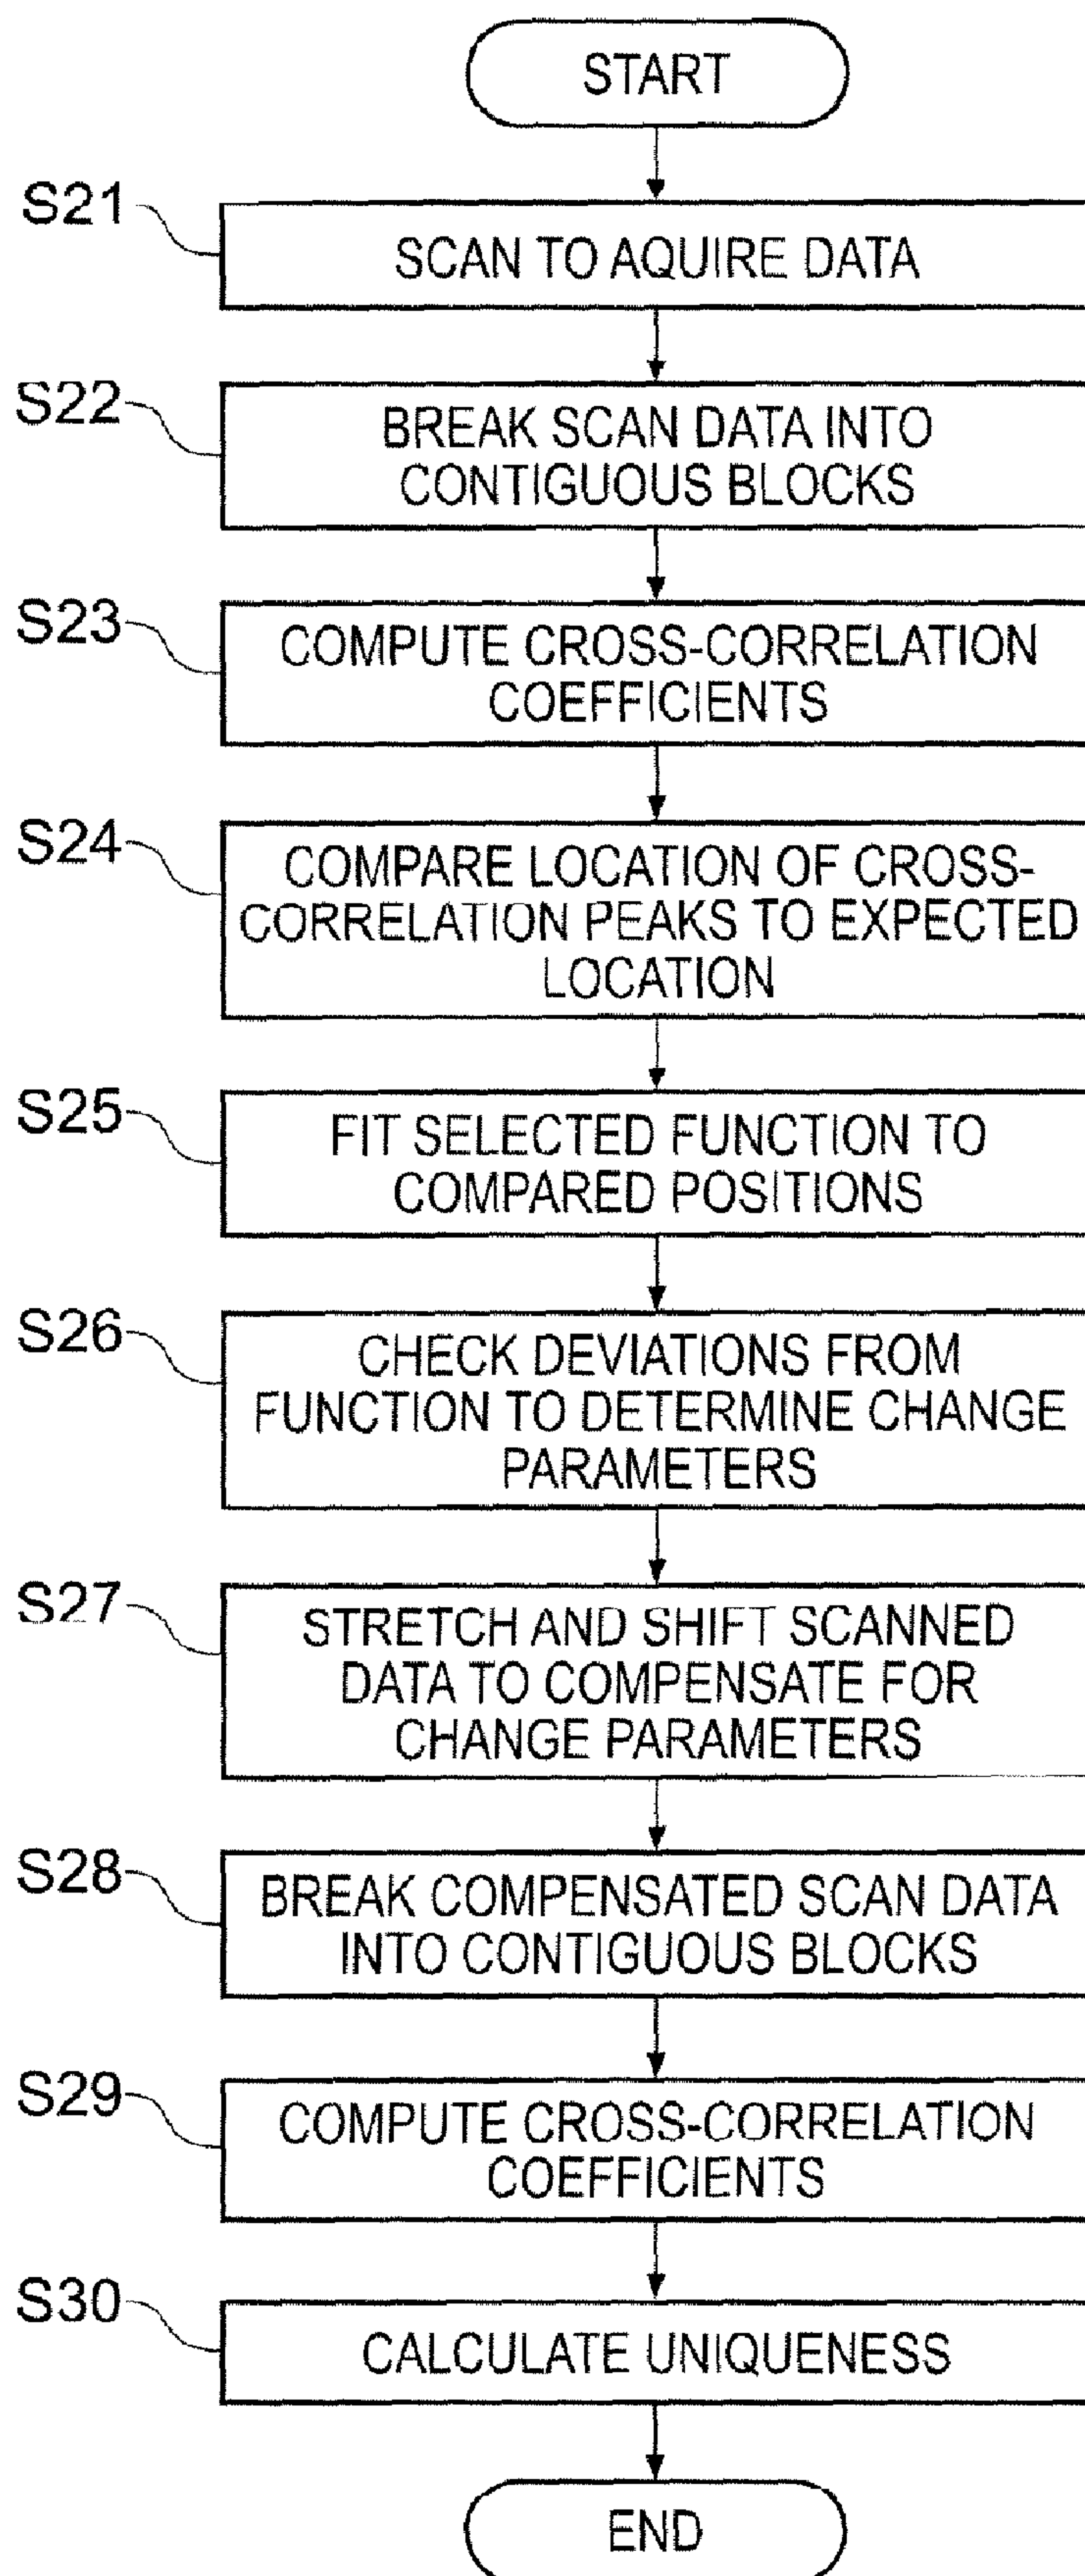 START
S21
SCAN TO AQUIRE DATA
S22
BREAK SCAN DATA INTO
CONTIGUOUS BLOCKS
S23
COMPUTE CROSS-CORRELATION
COEFFICIENTS
S24
COMPARE LOCATION OF CROSS-
CORRELATION PEAKS TO EXPECTED
LOCATION
S25
FIT SELECTED FUNCTION TO
COMPARED POSITIONS
S26
CHECK DEVIATIONS FROM
FUNCTION TO DETERMINE CHANGE
PARAMETERS
S27
STRETCH AND SHIFT SCANNED
DATA TO COMPENSATE FOR
CHANGE PARAMETERS
S28
BREAK COMPENSATED SCAN DATA
INTO CONTIGUOUS BLOCKS
S29
COMPUTE CROSS-CORRELATION
COEFFICIENTS
S30
CALCULATE UNIQUENESS
END